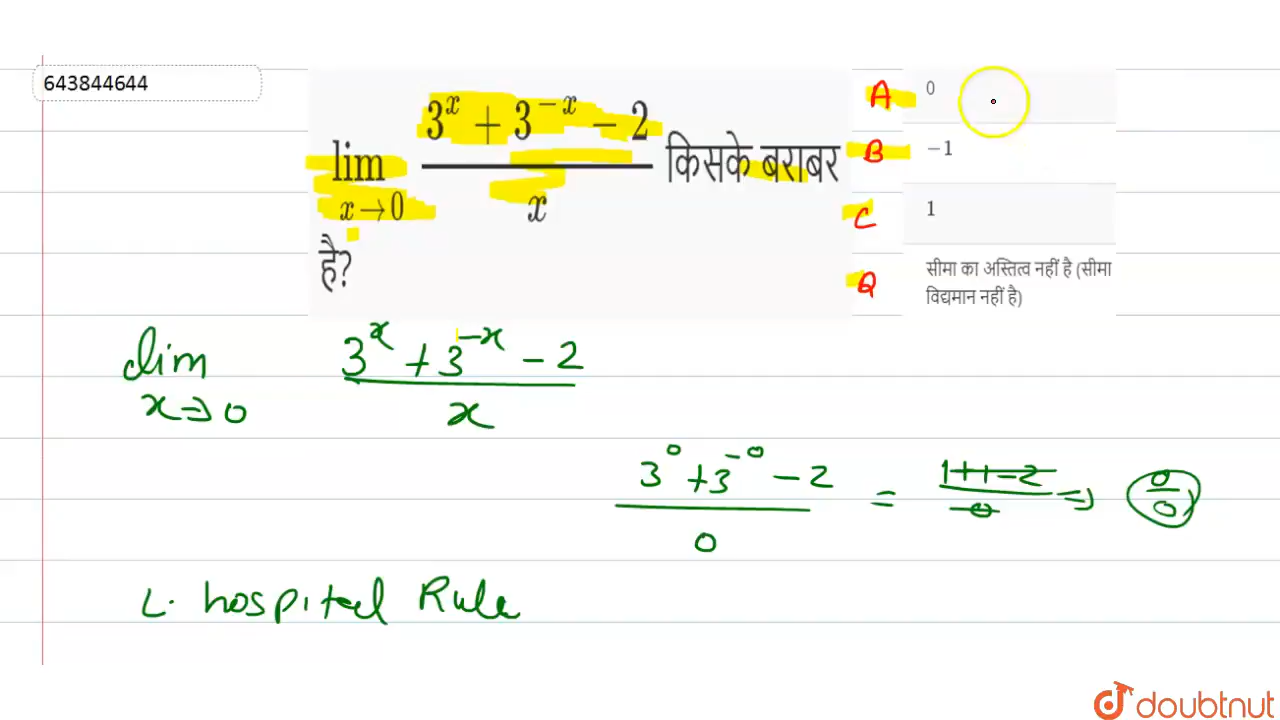 643844644
lim x→0 (3^x + 3^−x − 2)/x किसके बराबर
है?
A 0
B −1
C 1
Q सीमा का अस्तित्व नहीं है (सीमा
विद्यमान नहीं है)
lim x→0 (3^x + 3^−x − 2)/x
(3^0 + 3^−0 − 2)/0 = (1+1−2)/0 ⇒ 0/0
L. hospital Rule
doubtnut